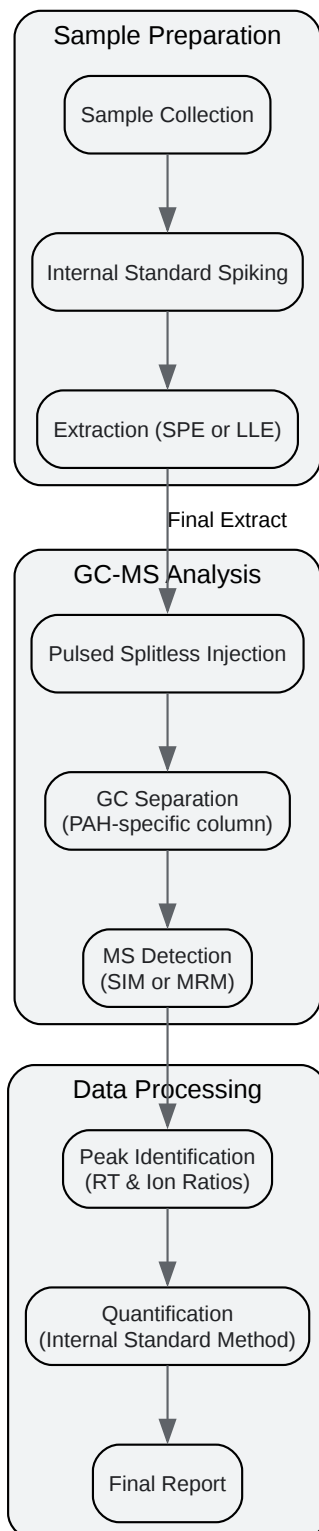 Sample Preparation
Sample Collection
Internal Standard Spiking
Extraction (SPE or LLE)
Final Extract
GC-MS Analysis
Pulsed Splitless Injection
GC Separation
(PAH-specific column)
MS Detection
(SIM or MRM)
Data Processing
Peak Identification
(RT & Ion Ratios)
Quantification
(Internal Standard Method)
Final Report